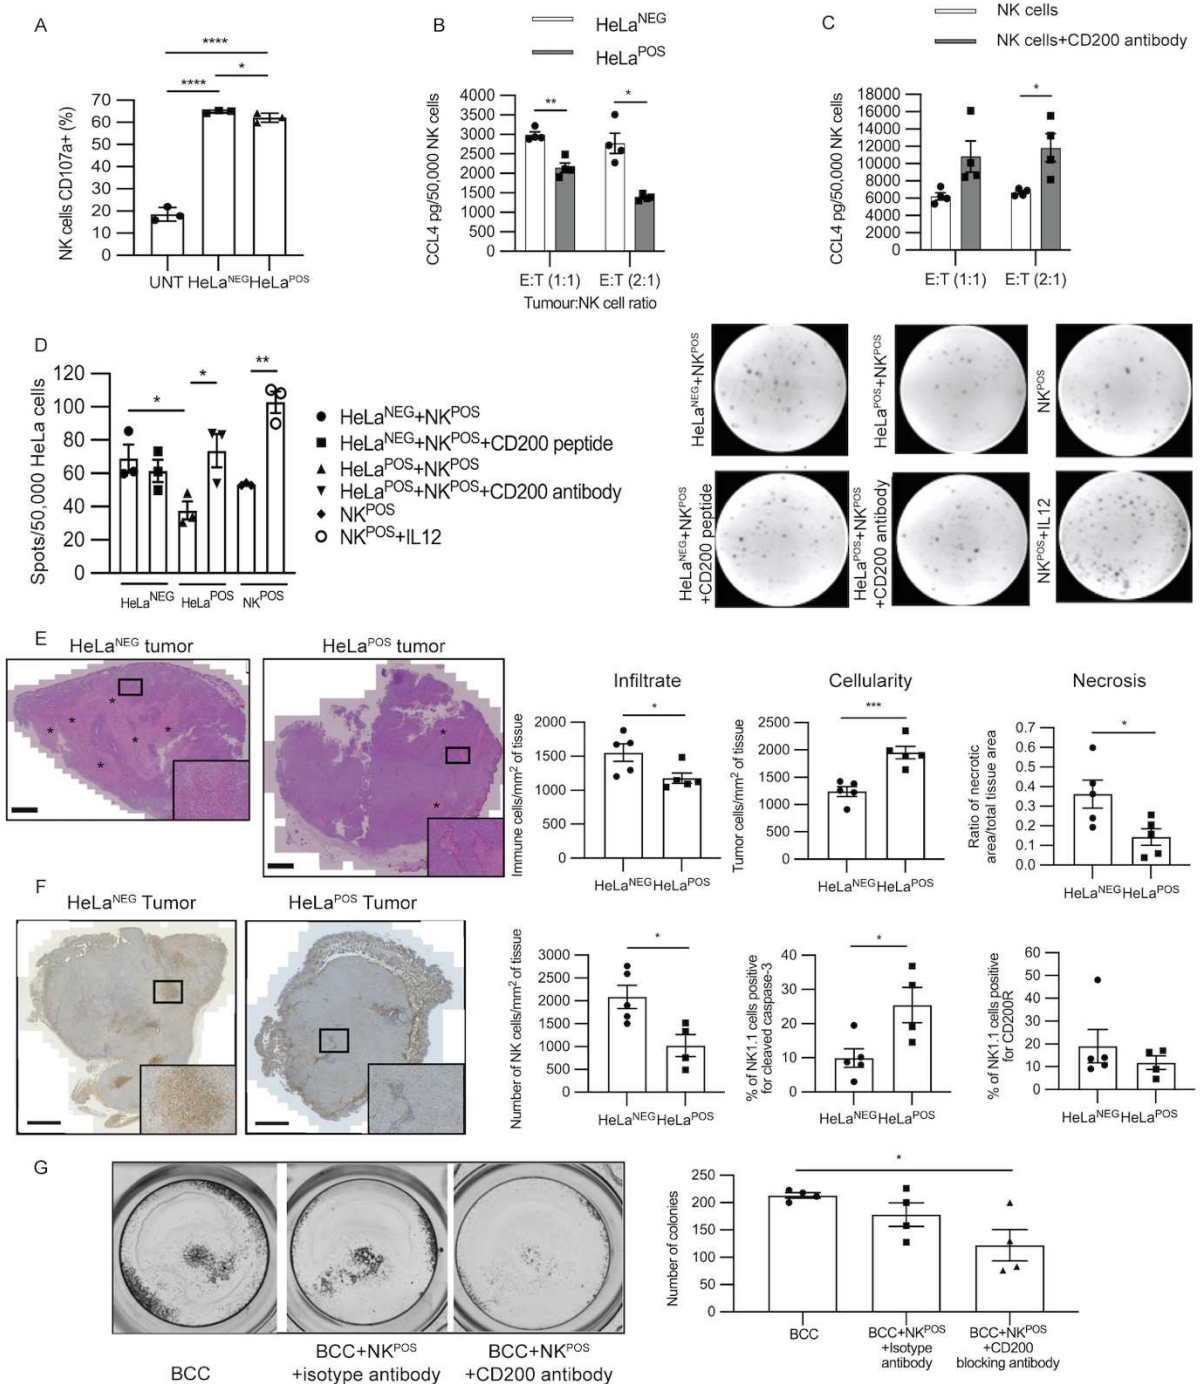 A
****
****
*
NK cells CD107a+ (%)
70
60
50
40
30
20
10
0
UNT HeLaNEG HeLaPOS
B
HeLaNEG
HeLaPOS
**
*
CCL4 pg/50,000 NK cells
4000
3500
3000
2500
2000
1500
1000
500
0
E:T (1:1) E:T (2:1)
Tumour:NK cell ratio
C
NK cells
NK cells+CD200 antibody
*
CCL4 pg/50,000 NK cells
18000
16000
14000
12000
10000
8000
6000
4000
2000
0
E:T (1:1) E:T (2:1)
D
*
*
**
Spots/50,000 HeLa cells
120
100
80
60
40
20
0
HeLaNEG HeLaPOS NKPOS
HeLaNEG+NKPOS
HeLaNEG+NKPOS+CD200 peptide
HeLaPOS+NKPOS
HeLaPOS+NKPOS+CD200 antibody
NKPOS
NKPOS+IL12
HeLaNEG+NKPOS
HeLaPOS+NKPOS
NKPOS
HeLaNEG+NKPOS
+CD200 peptide
HeLaPOS+NKPOS
+CD200 antibody
NKPOS+IL12
E
HeLaNEG tumor
HeLaPOS tumor
* * * * * *
* *
Infiltrate
*
Immune cells/mm2 of tissue
2000
1500
1000
500
0
HeLaNEG HeLaPOS
Cellularity
***
Tumor cells/mm2 of tissue
2500
2000
1500
1000
500
0
HeLaNEG HeLaPOS
Necrosis
*
Ratio of necrotic
area/total tissue area
0.7
0.6
0.5
0.4
0.3
0.2
0.1
0.0
HeLaNEG HeLaPOS
F
HeLaNEG Tumor
HeLaPOS Tumor
*
Number of NK cells/mm2 of tissue
3000
2500
2000
1500
1000
500
0
HeLaNEG HeLaPOS
*
% of NK1.1 cells positive
for cleaved caspase-3
40
30
20
10
0
HeLaNEG HeLaPOS
% of NK1.1 cells positive
for CD200R
60
50
40
30
20
10
0
HeLaNEG HeLaPOS
G
BCC
BCC+NKPOS
+isotype antibody
BCC+NKPOS
+CD200 antibody
*
Number of colonies
250
200
150
100
50
0
BCC
BCC+NKPOS
+Isotype
antibody
BCC+NKPOS
+CD200
blocking antibody